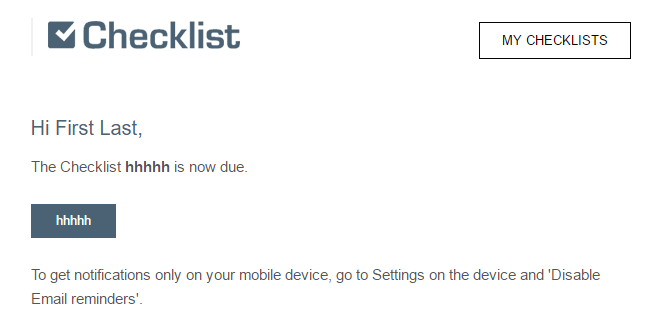 Checklist
MY CHECKLISTS
Hi First Last,
The Checklist hhhhh is now due.
hhhhh
To get notifications only on your mobile device, go to Settings on the device and 'Disable
Email reminders'.